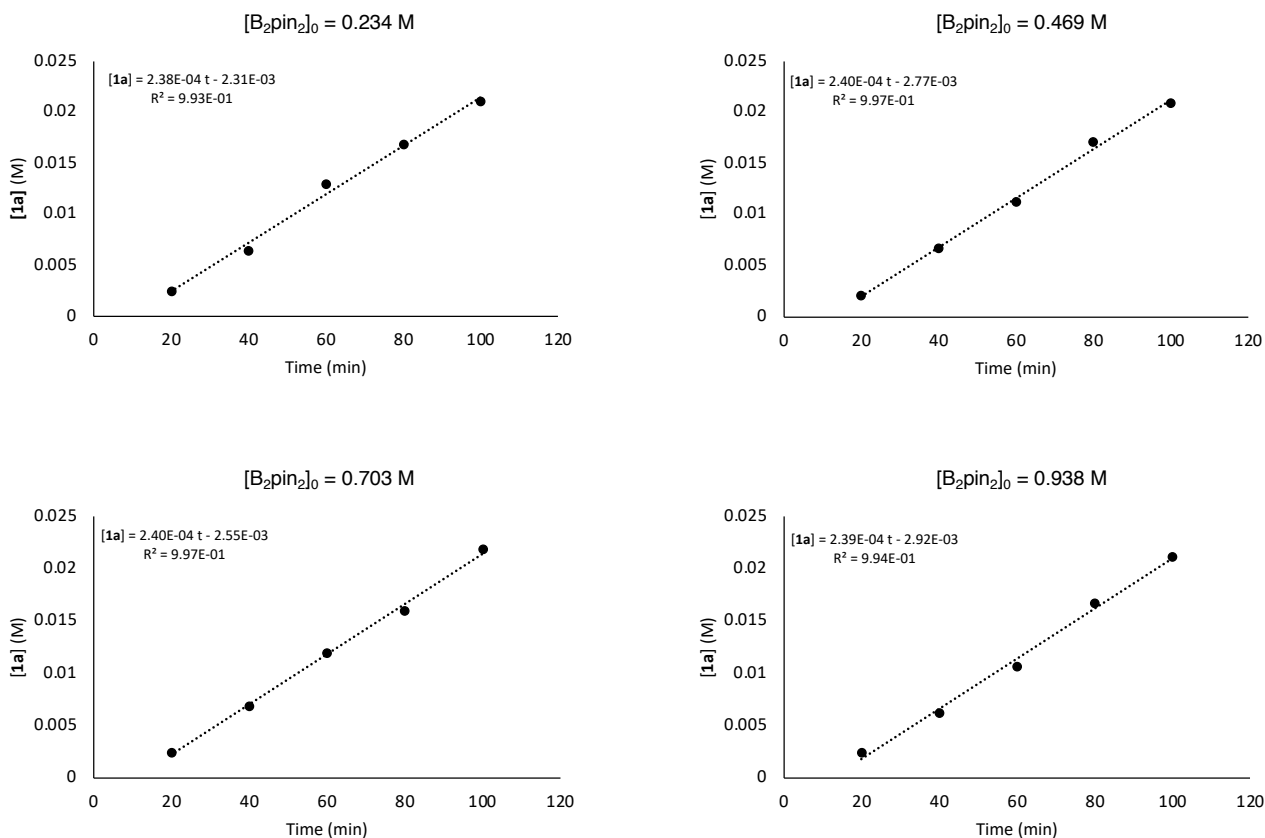 [B₂pin₂]₀ = 0.234 M
[1a] = 2.38E-04 t - 2.31E-03
R² = 9.93E-01
0.025
0.02
0.015
0.01
0.005
0
[1a] (M)
0 20 40 60 80 100 120
Time (min)
[B₂pin₂]₀ = 0.469 M
[1a] = 2.40E-04 t - 2.77E-03
R² = 9.97E-01
0.025
0.02
0.015
0.01
0.005
0
[1a] (M)
0 20 40 60 80 100 120
Time (min)
[B₂pin₂]₀ = 0.703 M
[1a] = 2.40E-04 t - 2.55E-03
R² = 9.97E-01
0.025
0.02
0.015
0.01
0.005
0
[1a] (M)
0 20 40 60 80 100 120
Time (min)
[B₂pin₂]₀ = 0.938 M
[1a] = 2.39E-04 t - 2.92E-03
R² = 9.94E-01
0.025
0.02
0.015
0.01
0.005
0
[1a] (M)
0 20 40 60 80 100 120
Time (min)